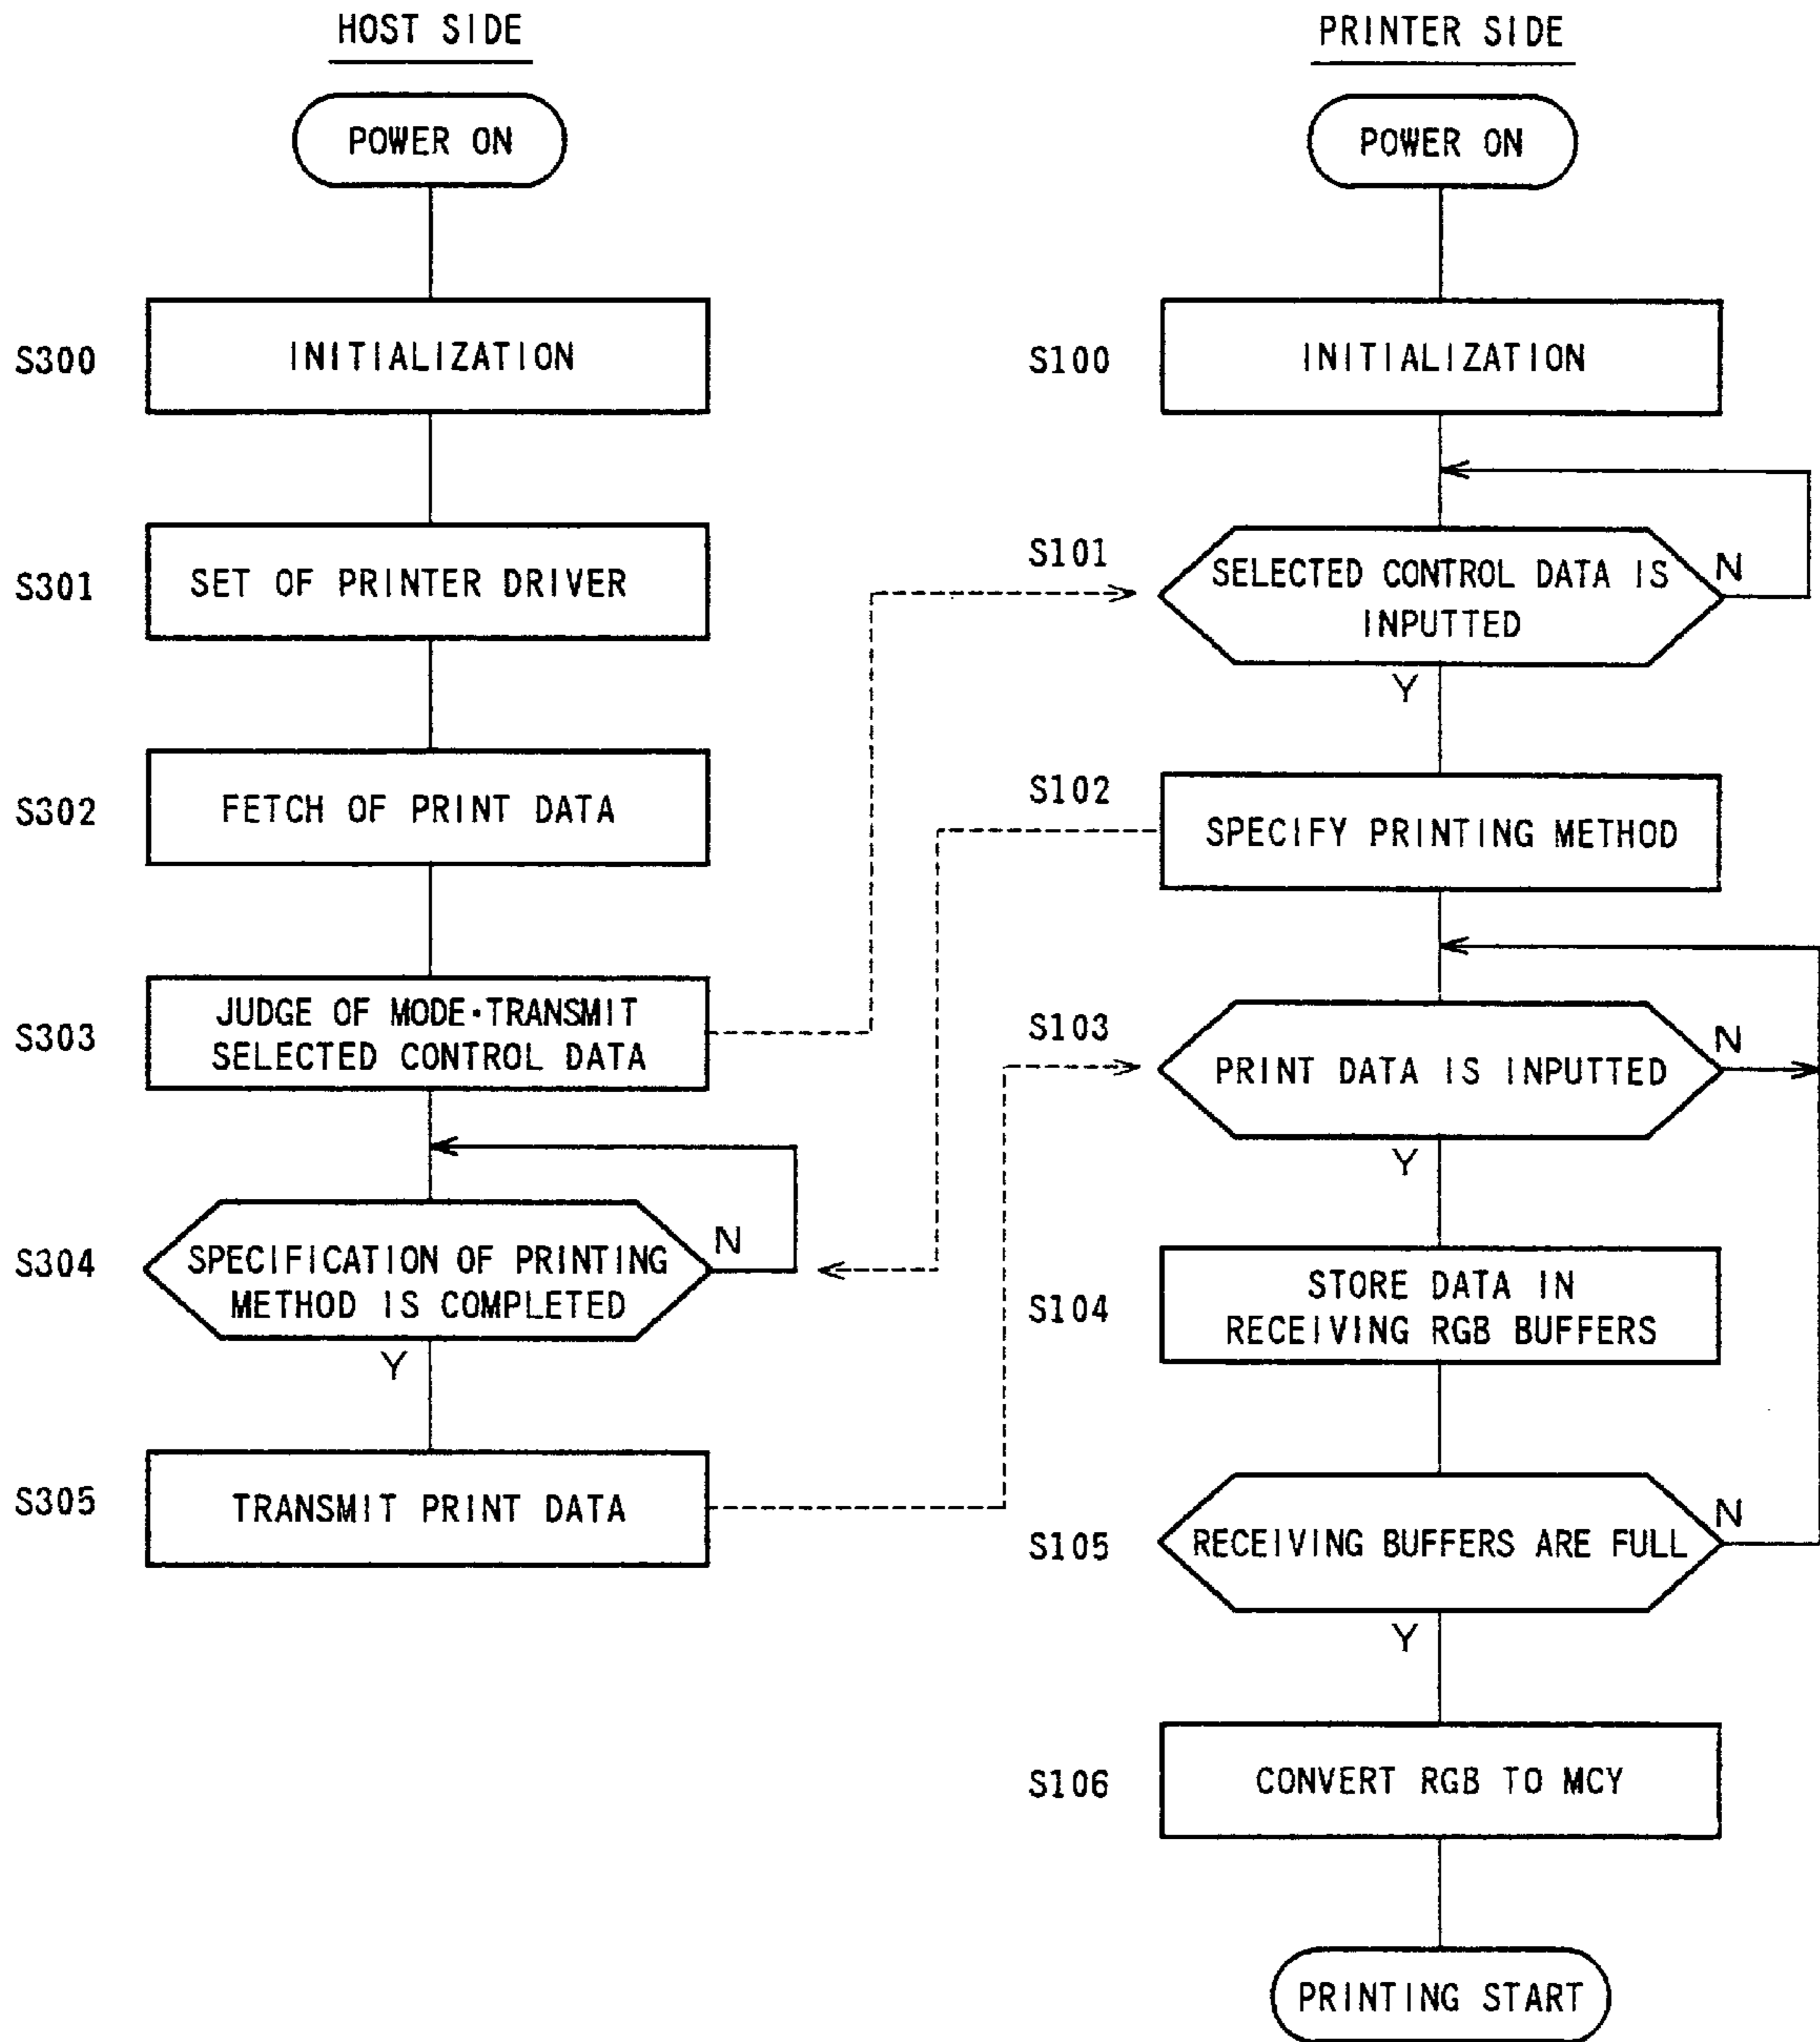 HOST SIDE
POWER ON
S300
INITIALIZATION
S301
SET OF PRINTER DRIVER
S302
FETCH OF PRINT DATA
S303
JUDGE OF MODE·TRANSMIT
SELECTED CONTROL DATA
S304
SPECIFICATION OF PRINTING
METHOD IS COMPLETED
N
Y
S305
TRANSMIT PRINT DATA
PRINTER SIDE
POWER ON
S100
INITIALIZATION
S101
SELECTED CONTROL DATA IS
INPUTTED
N
Y
S102
SPECIFY PRINTING METHOD
S103
PRINT DATA IS INPUTTED
N
Y
S104
STORE DATA IN
RECEIVING RGB BUFFERS
S105
RECEIVING BUFFERS ARE FULL
N
Y
S106
CONVERT RGB TO MCY
PRINTING START